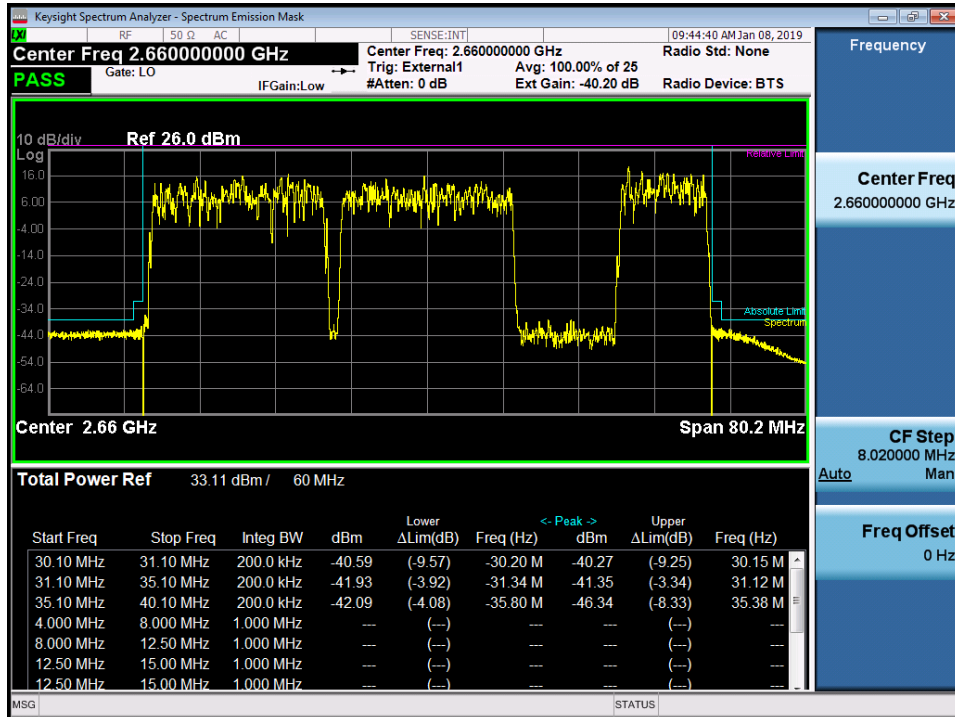 Keysight Spectrum Analyzer - Spectrum Emission Mask
LXI RF 50 Ω AC SENSE:INT 09:44:40 AM Jan 08, 2019
Center Freq 2.660000000 GHz
PASS Gate: LO IFGain:Low
Center Freq: 2.660000000 GHz Radio Std: None
Trig: External1 Avg: 100.00% of 25
#Atten: 0 dB Ext Gain: -40.20 dB Radio Device: BTS
10 dB/div Ref 26.0 dBm
Log
Relative Limit
16.0
6.00
-4.00
-14.0
-24.0
-34.0
-44.0
-54.0
-64.0
Absolute Limit
Spectrum
Center 2.66 GHz Span 80.2 MHz
Total Power Ref 33.11 dBm / 60 MHz
Lower <- Peak -> Upper
Start Freq Stop Freq Integ BW dBm ΔLim(dB) Freq (Hz) dBm ΔLim(dB) Freq (Hz)
30.10 MHz 31.10 MHz 200.0 kHz -40.59 (-9.57) -30.20 M -40.27 (-9.25) 30.15 M
31.10 MHz 35.10 MHz 200.0 kHz -41.93 (-3.92) -31.34 M -41.35 (-3.34) 31.12 M
35.10 MHz 40.10 MHz 200.0 kHz -42.09 (-4.08) -35.80 M -46.34 (-8.33) 35.38 M
4.000 MHz 8.000 MHz 1.000 MHz --- (---) --- --- (---) ---
8.000 MHz 12.50 MHz 1.000 MHz --- (---) --- --- (---) ---
12.50 MHz 15.00 MHz 1.000 MHz --- (---) --- --- (---) ---
12.50 MHz 15.00 MHz 1.000 MHz --- (---) --- --- (---) ---
MSG STATUS
Frequency
Center Freq
2.660000000 GHz
CF Step
8.020000 MHz
Auto Man
Freq Offset
0 Hz